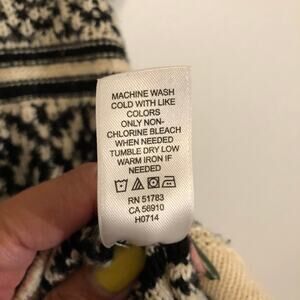 MACHINE WASH
COLD WITH LIKE
COLORS
ONLY NON-
CHLORINE BLEACH
WHEN NEEDED
TUMBLE DRY LOW
WARM IRON IF
NEEDED
RN 51783
CA 56910
H0714